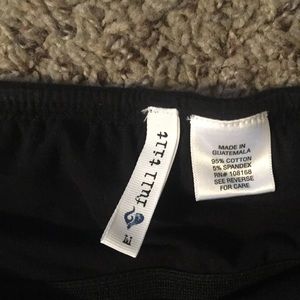 full tilt
M
MADE IN
GUATEMALA
95% COTTON
5% SPANDEX
RN# 108168
SEE REVERSE
FOR CARE